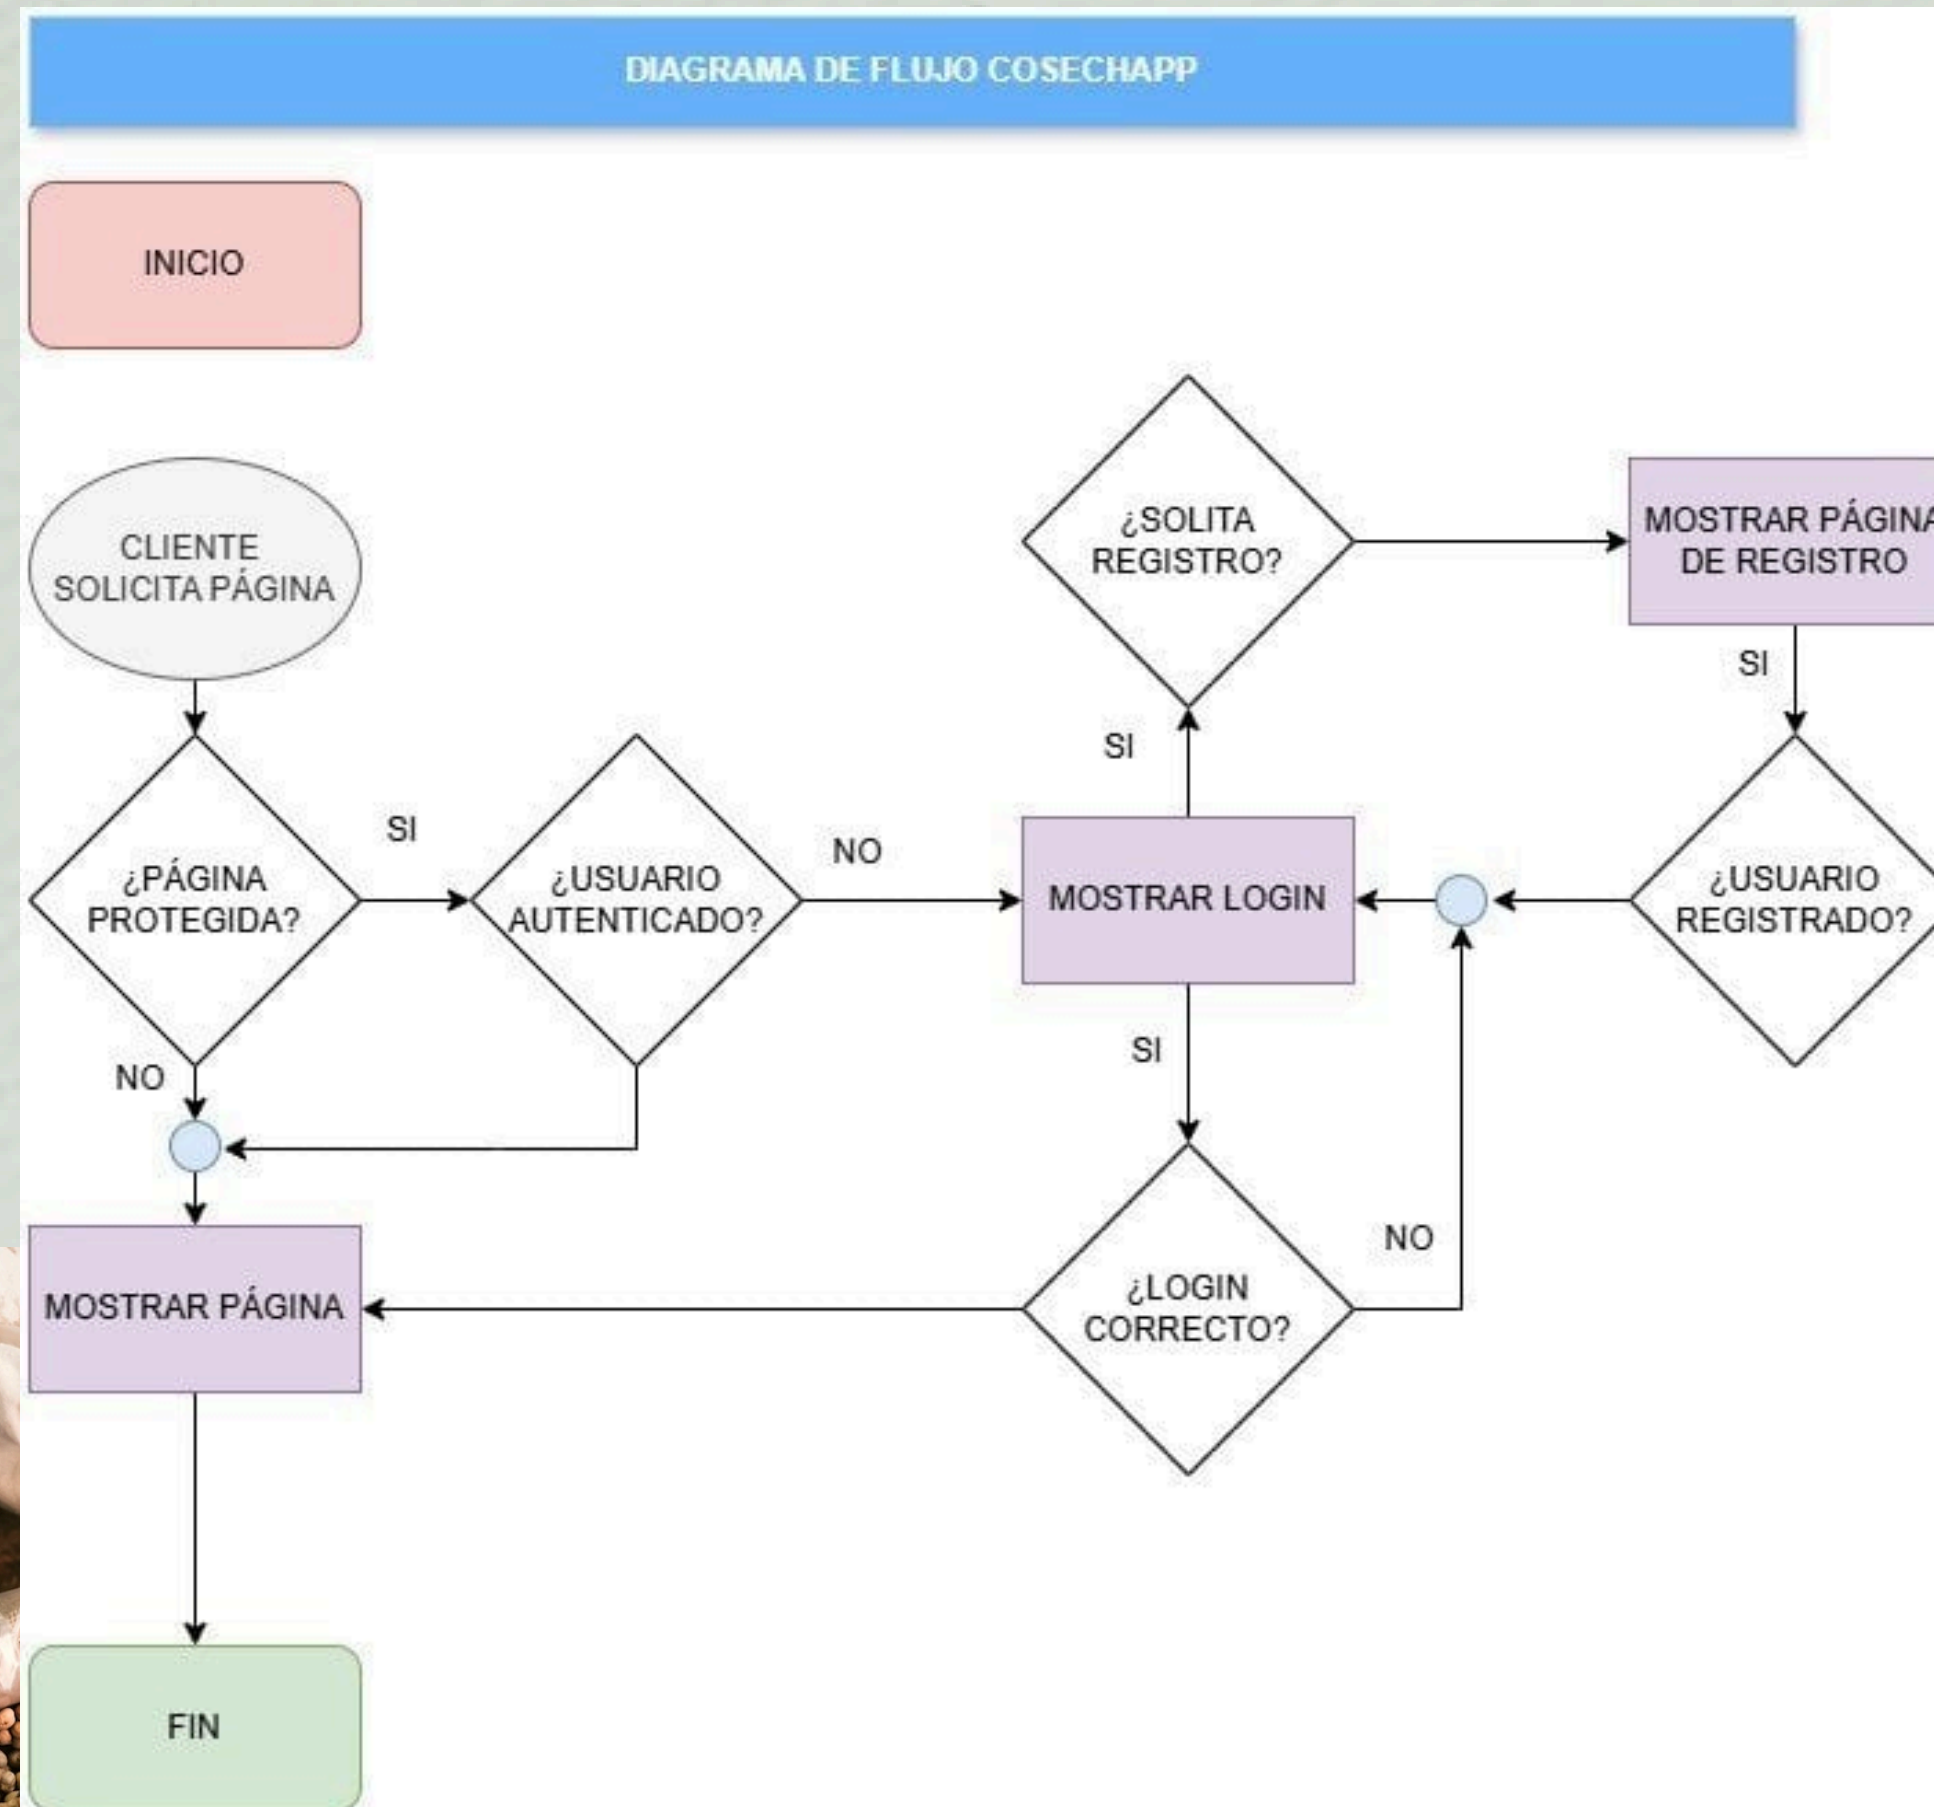 DIAGRAMA DE FLUJO COSECHAPP
INICIO
CLIENTE
SOLICITA PÁGINA
¿SOLITA
REGISTRO?
MOSTRAR PÁGINA
DE REGISTRO
SI
SI
¿PÁGINA
PROTEGIDA?
SI
¿USUARIO
AUTENTICADO?
NO
MOSTRAR LOGIN
¿USUARIO
REGISTRADO?
NO
SI
MOSTRAR PÁGINA
¿LOGIN
CORRECTO?
NO
FIN